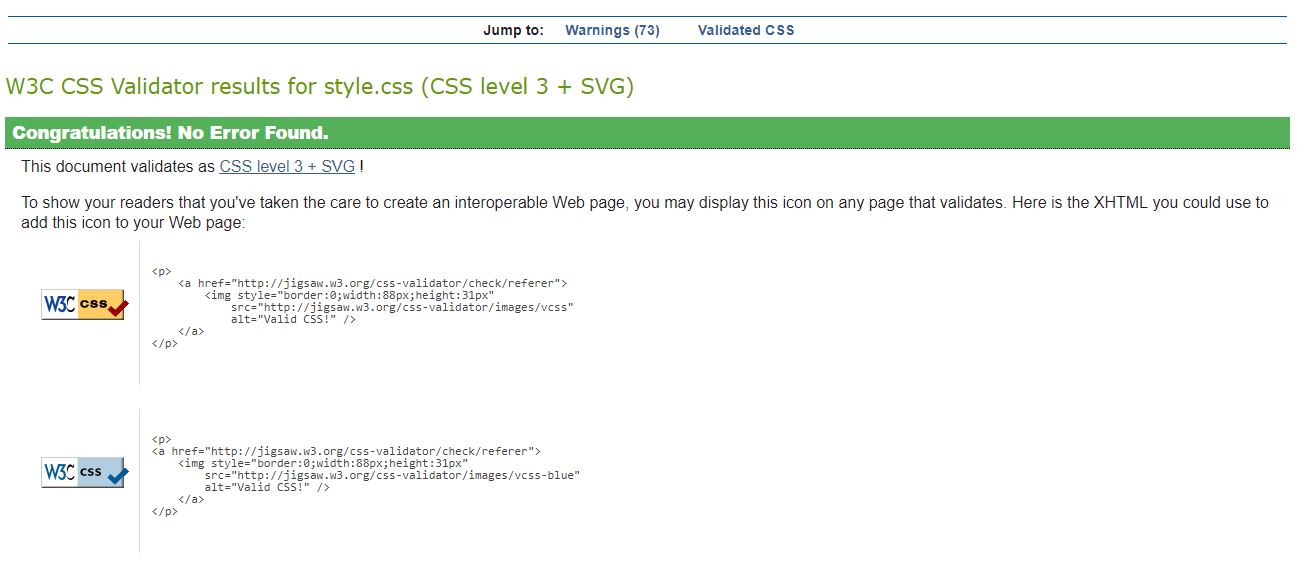 Jump to: Warnings (73) Validated CSS
W3C CSS Validator results for style.css (CSS level 3 + SVG)
Congratulations! No Error Found.
This document validates as CSS level 3 + SVG !
To show your readers that you've taken the care to create an interoperable Web page, you may display this icon on any page that validates. Here is the XHTML you could use to
add this icon to your Web page:
<p>
    <a href="http://jigsaw.w3.org/css-validator/check/referer">
W3C css
        <img style="border:0;width:88px;height:31px"
            src="http://jigsaw.w3.org/css-validator/images/vcss"
            alt="Valid CSS!" />
    </a>
</p>
<p>
<a href="http://jigsaw.w3.org/css-validator/check/referer">
W3C css
    <img style="border:0;width:88px;height:31px"
        src="http://jigsaw.w3.org/css-validator/images/vcss-blue"
        alt="Valid CSS!" />
    </a>
</p>